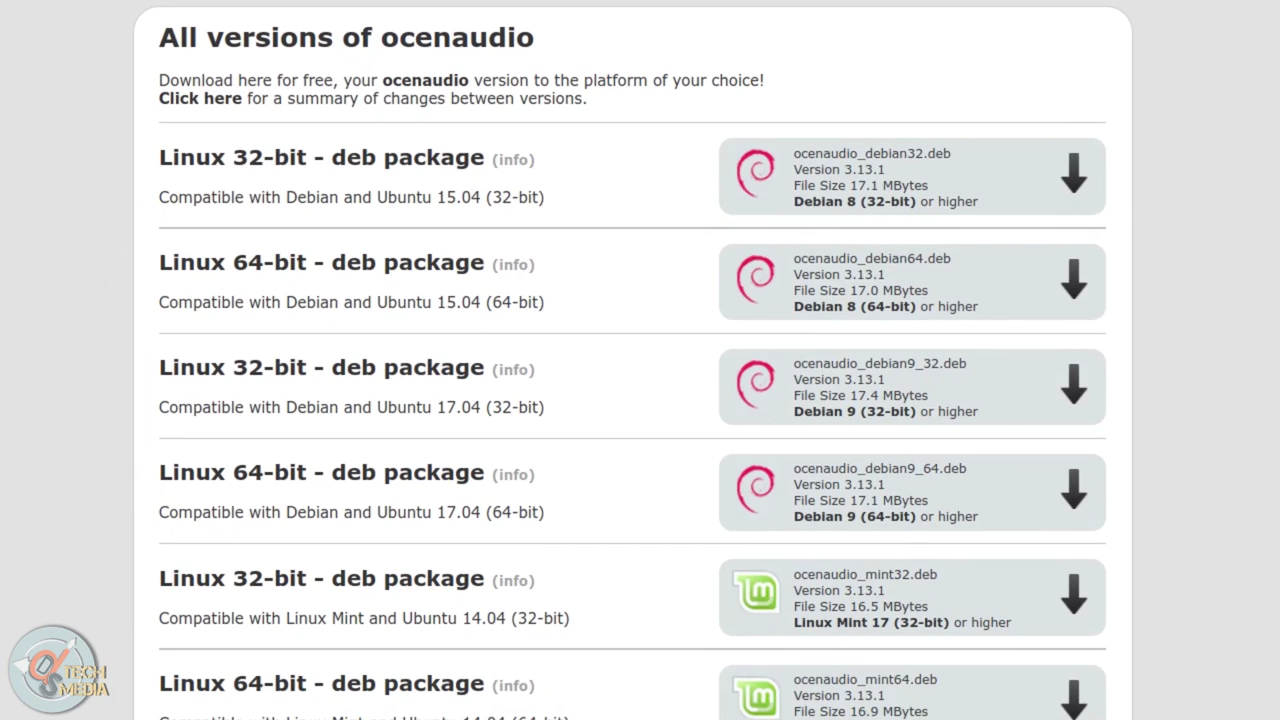 All versions of ocenaudio
Download here for free, your ocenaudio version to the platform of your choice!
Click here for a summary of changes between versions.
Linux 32-bit - deb package (info)
Compatible with Debian and Ubuntu 15.04 (32-bit)
ocenaudio_debian32.deb
Version 3.13.1
File Size 17.1 MBytes
Debian 8 (32-bit) or higher
Linux 64-bit - deb package (info)
Compatible with Debian and Ubuntu 15.04 (64-bit)
ocenaudio_debian64.deb
Version 3.13.1
File Size 17.0 MBytes
Debian 8 (64-bit) or higher
Linux 32-bit - deb package (info)
Compatible with Debian and Ubuntu 17.04 (32-bit)
ocenaudio_debian9_32.deb
Version 3.13.1
File Size 17.4 MBytes
Debian 9 (32-bit) or higher
Linux 64-bit - deb package (info)
Compatible with Debian and Ubuntu 17.04 (64-bit)
ocenaudio_debian9_64.deb
Version 3.13.1
File Size 17.1 MBytes
Debian 9 (64-bit) or higher
Linux 32-bit - deb package (info)
Compatible with Linux Mint and Ubuntu 14.04 (32-bit)
ocenaudio_mint32.deb
Version 3.13.1
File Size 16.5 MBytes
Linux Mint 17 (32-bit) or higher
Linux 64-bit - deb package (info)
Compatible with Linux Mint and Ubuntu 14.04 (64-bit)
ocenaudio_mint64.deb
Version 3.13.1
File Size 16.9 MBytes
TECH
MEDIA